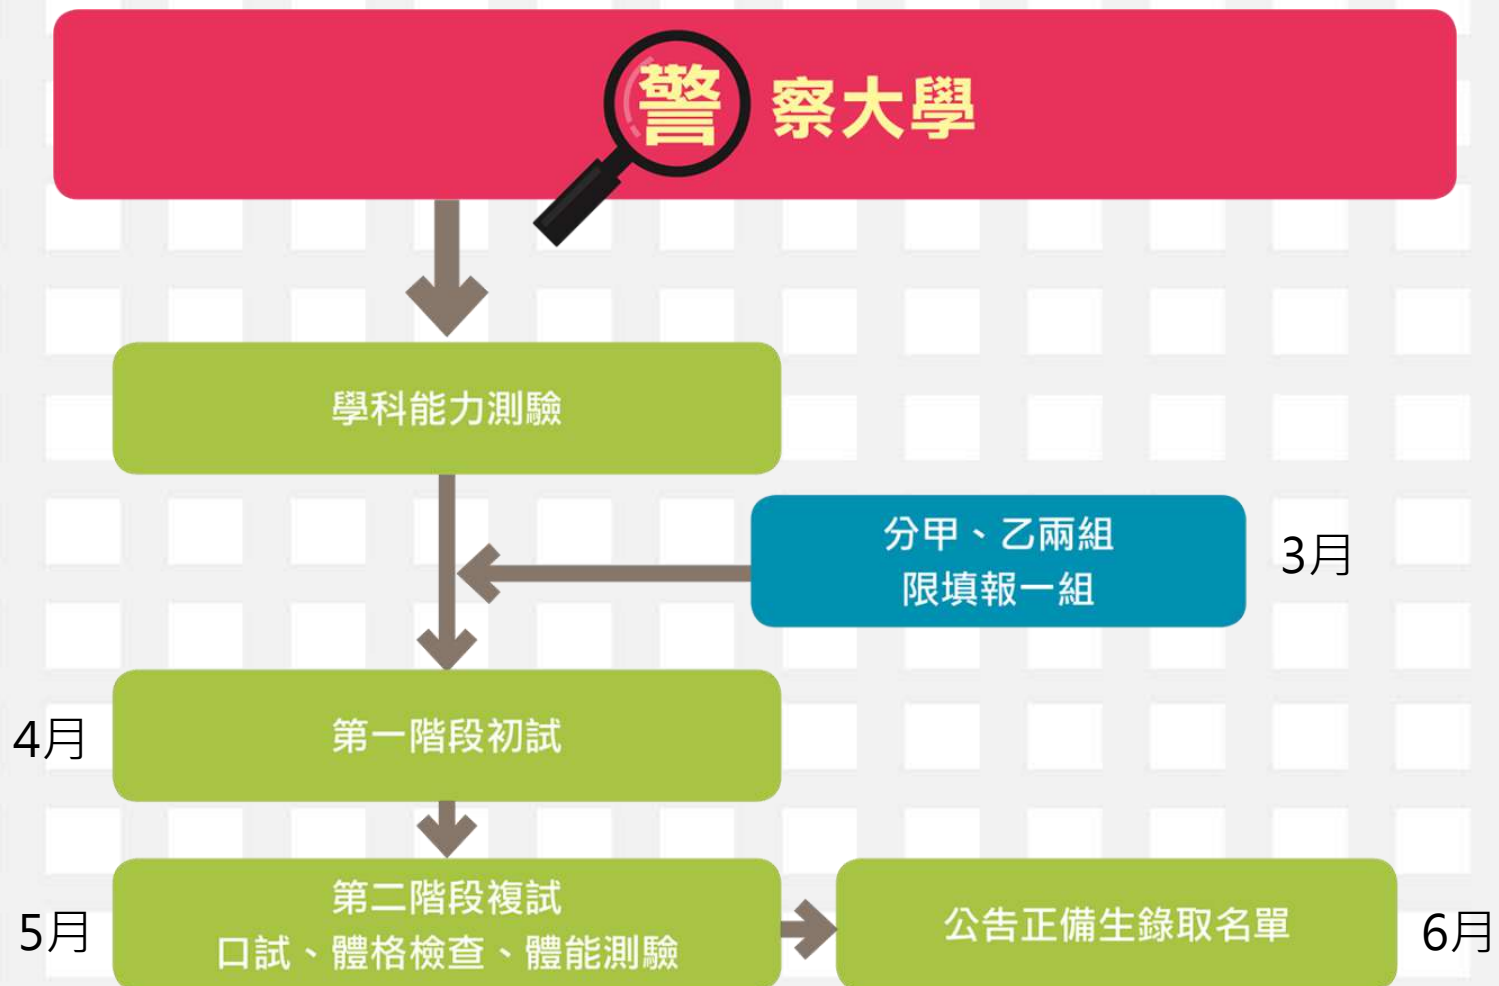 警察大學
學科能力測驗
分甲、乙兩組
限填報一組
3月
4月
第一階段初試
5月
第二階段複試
口試、體格檢查、體能測驗
公告正備生錄取名單
6月